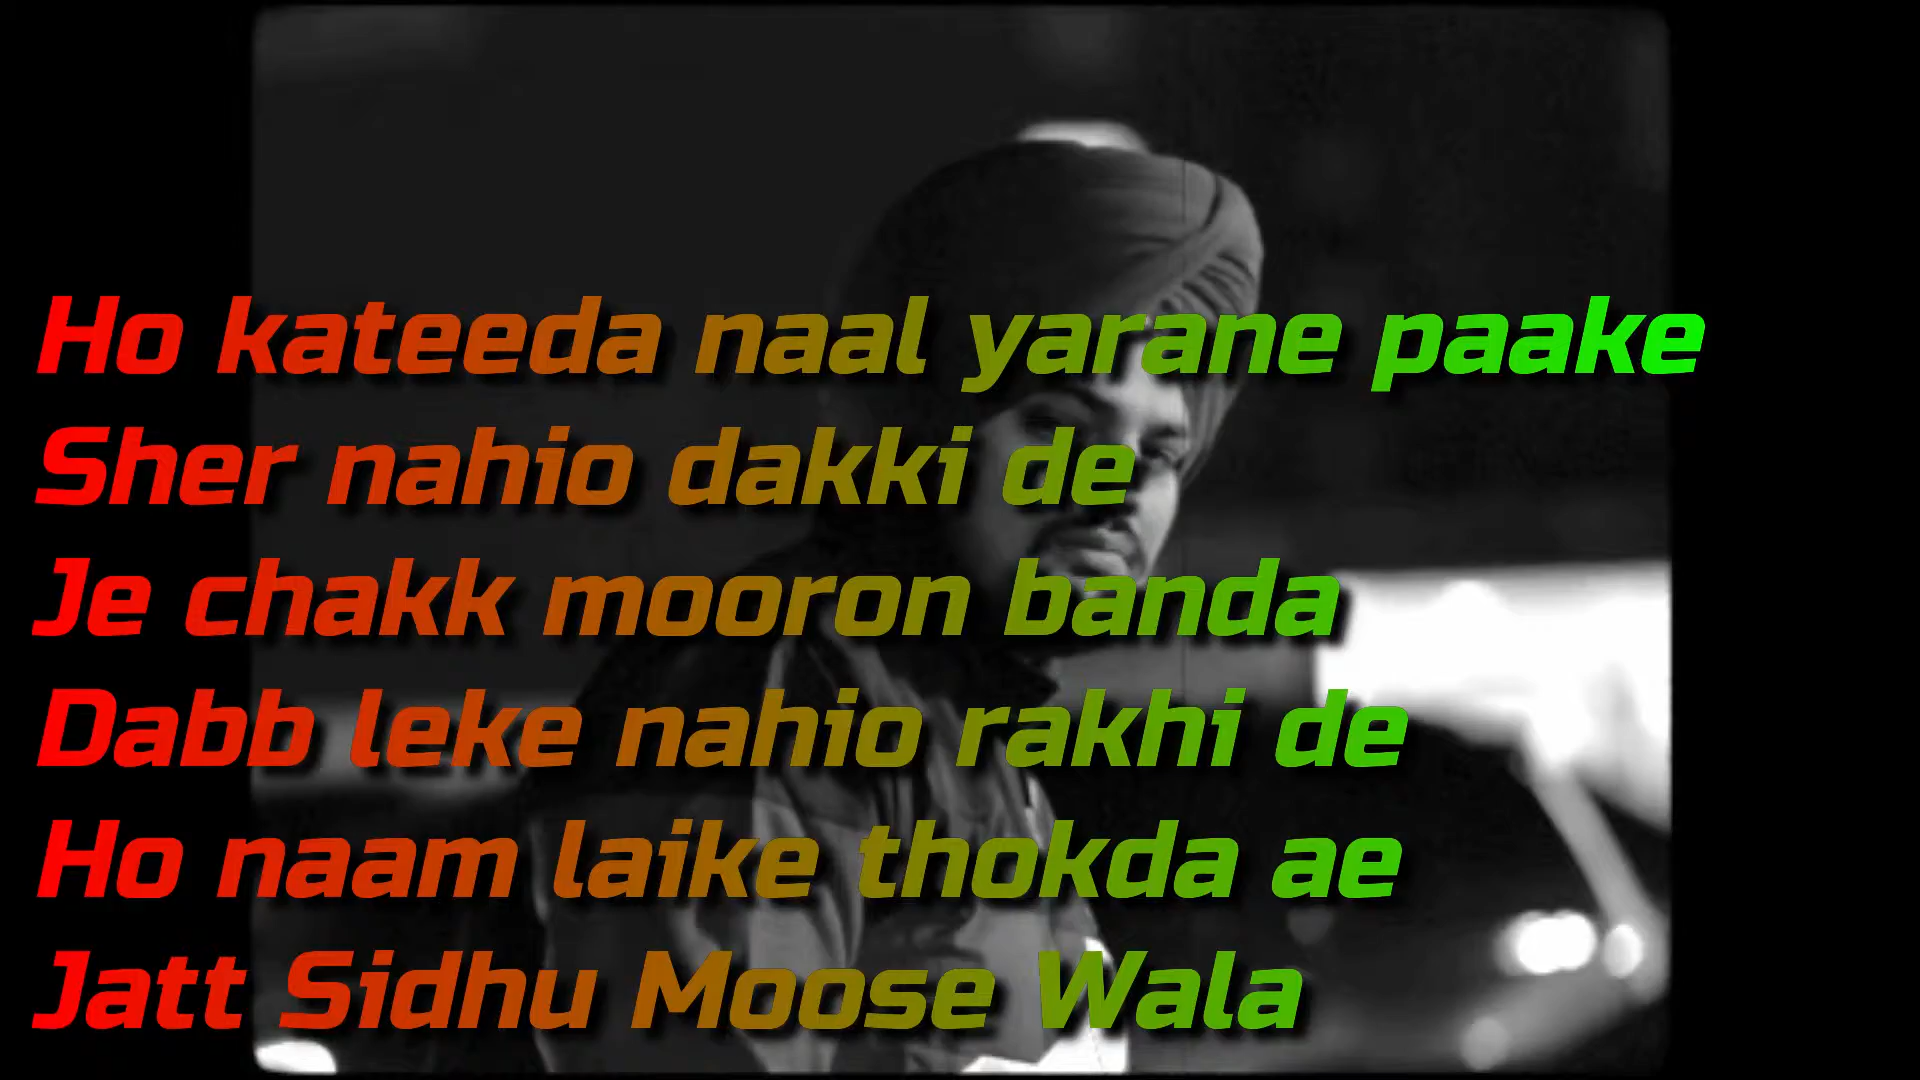 Ho kateeda naal yarane paake
Sher nahio dakki de
Je chakk mooron banda
Dabb leke nahio rakhi de
Ho naam laike thokda ae
Jatt Sidhu Moose Wala